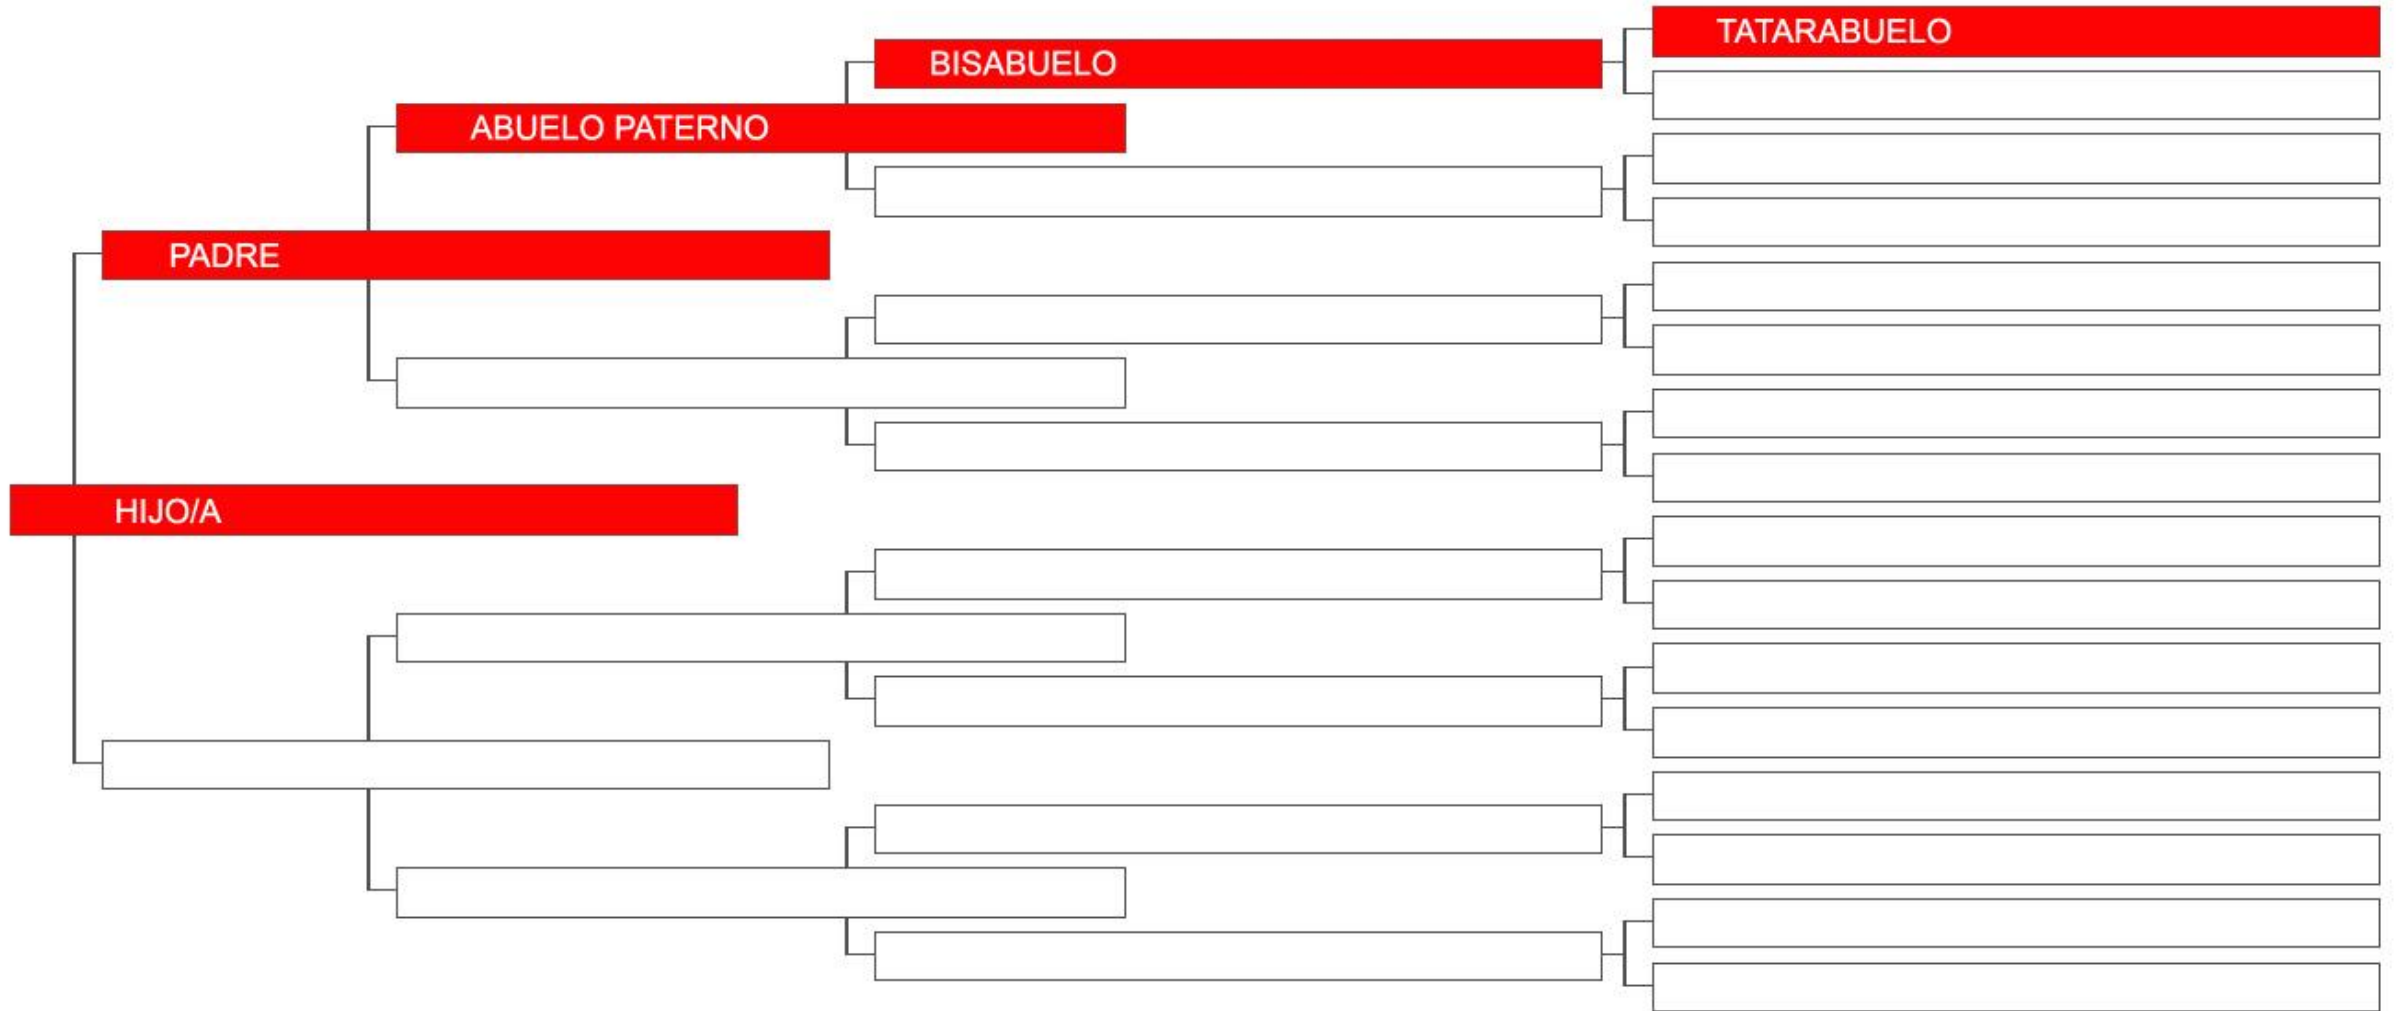 TATARABUELO
BISABUELO
ABUELO PATERNO
PADRE
HIJO/A